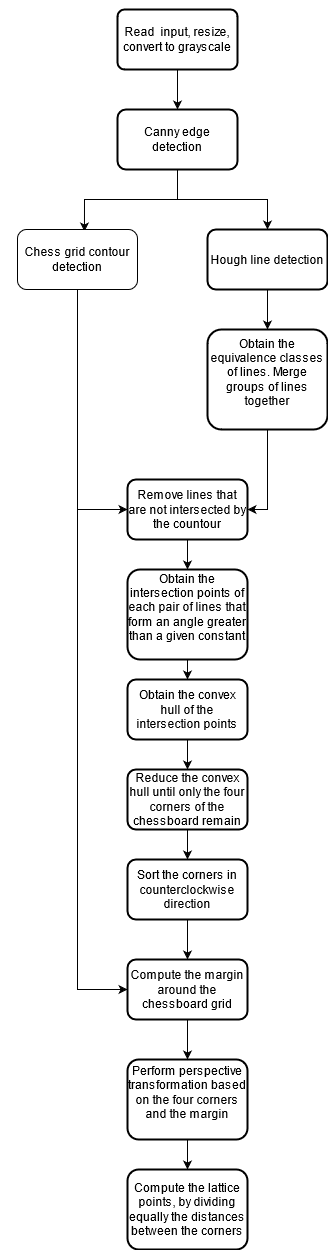 Read input, resize,
convert to grayscale
Canny edge
detection
Chess grid contour
detection
Hough line detection
Obtain the
equivalence classes
of lines. Merge
groups of lines
together
Remove lines that
are not intersected by
the countour
Obtain the
intersection points of
each pair of lines that
form an angle greater
than a given constant
Obtain the convex
hull of the
intersection points
Reduce the convex
hull until only the four
corners of the
chessboard remain
Sort the corners in
counterclockwise
direction
Compute the margin
around the
chessboard grid
Perform perspective
transformation based
on the four corners
and the margin
Compute the lattice
points, by dividing
equally the distances
between the corners